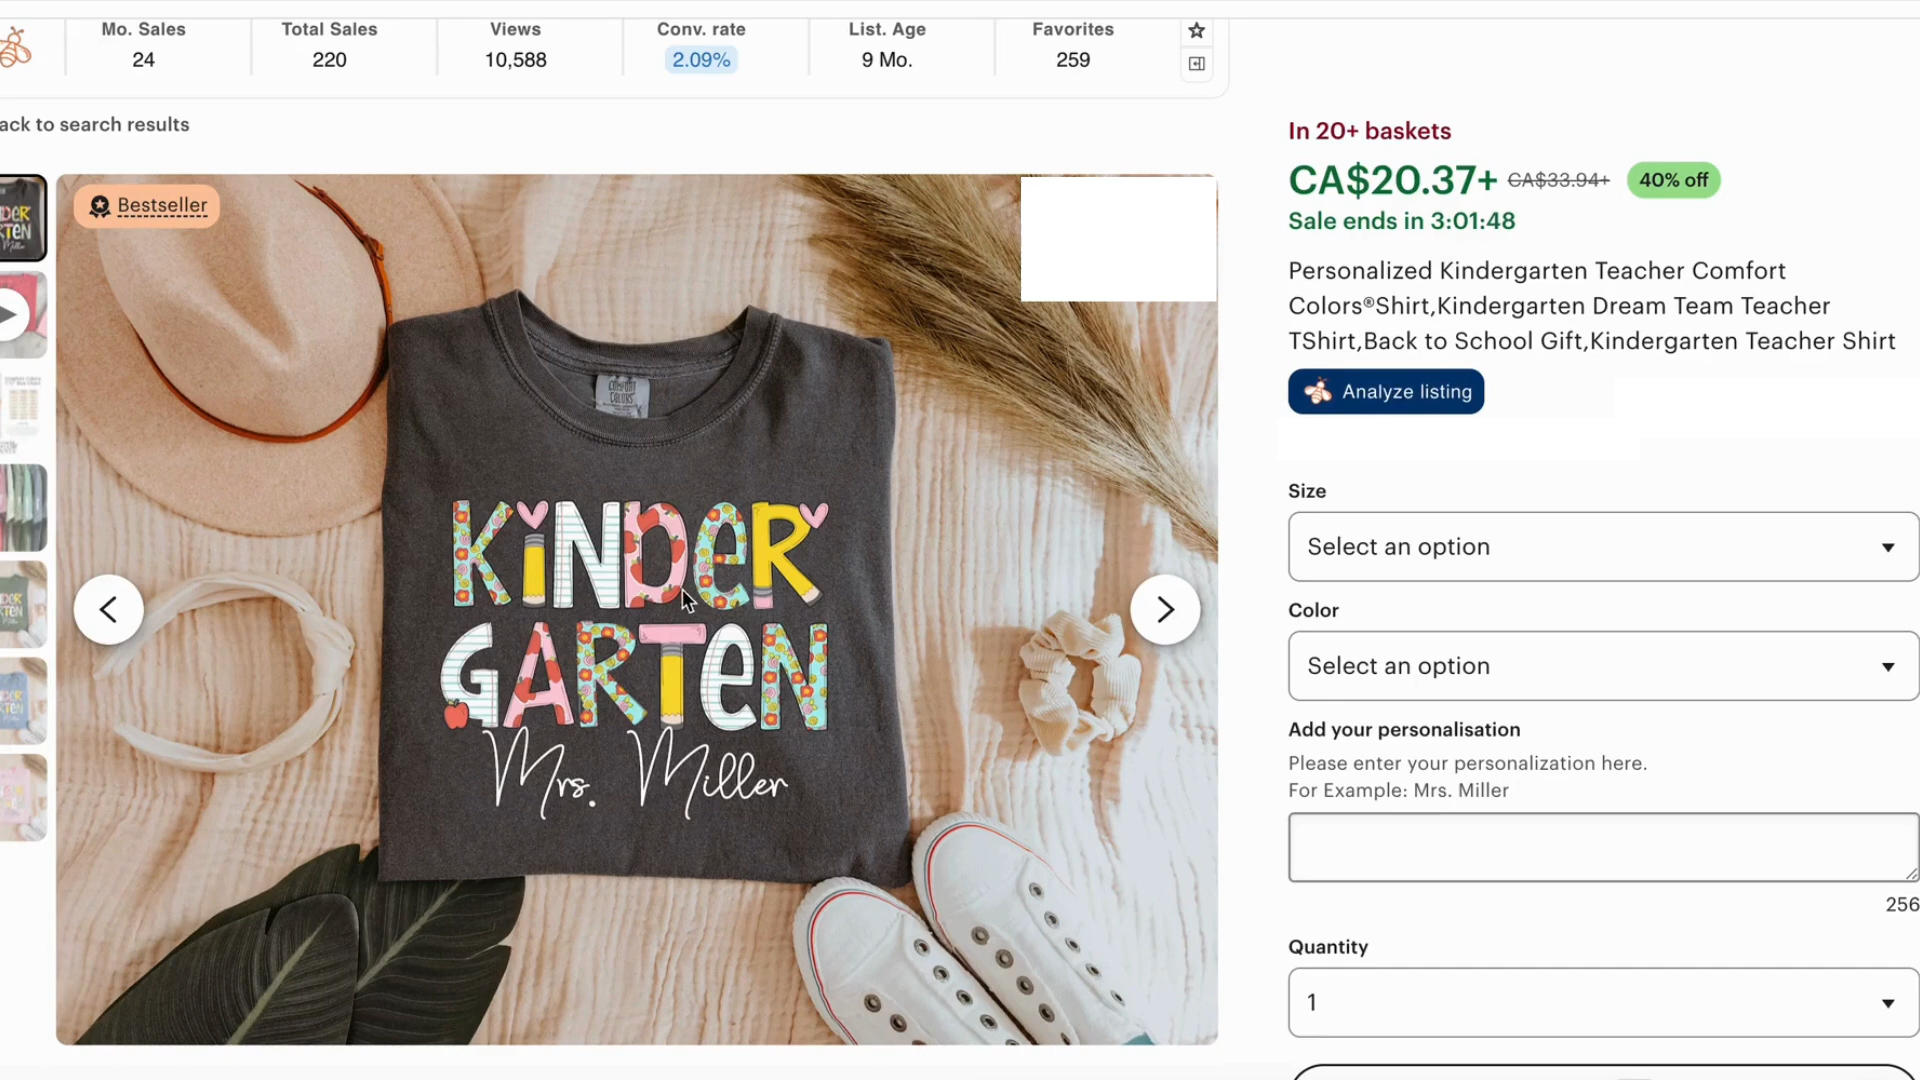 Mo. Sales
24
Total Sales
220
Views
10,588
Conv. rate
2.09%
List. Age
9 Mo.
Favorites
259
ack to search results
Bestseller
COMFORT
COLORS
KiNDeR
GARTeN
Mrs. Miller
In 20+ baskets
CA$20.37+ CA$33.94+ 40% off
Sale ends in 3:01:48
Personalized Kindergarten Teacher Comfort
Colors®Shirt,Kindergarten Dream Team Teacher
TShirt,Back to School Gift,Kindergarten Teacher Shirt
Analyze listing
Size
Select an option
Color
Select an option
Add your personalisation
Please enter your personalization here.
For Example: Mrs. Miller
256
Quantity
1